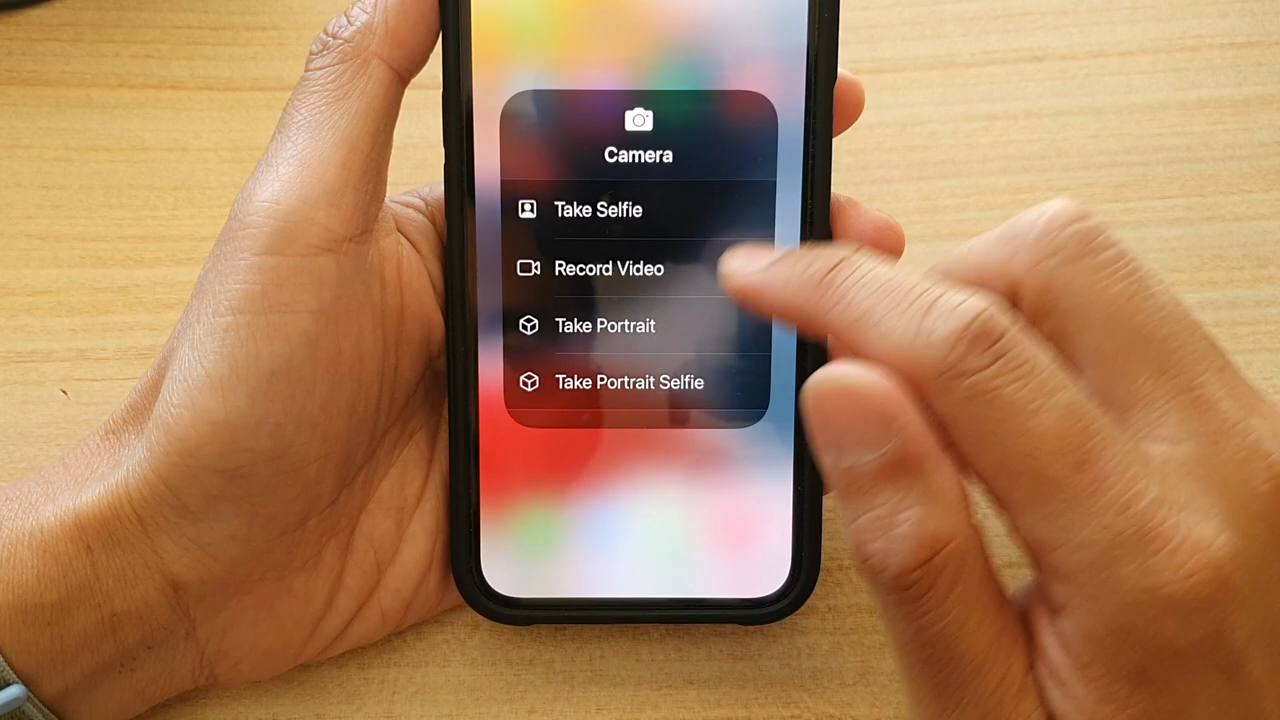 Camera
Take Selfie
Record Video
Take Portrait
Take Portrait Selfie